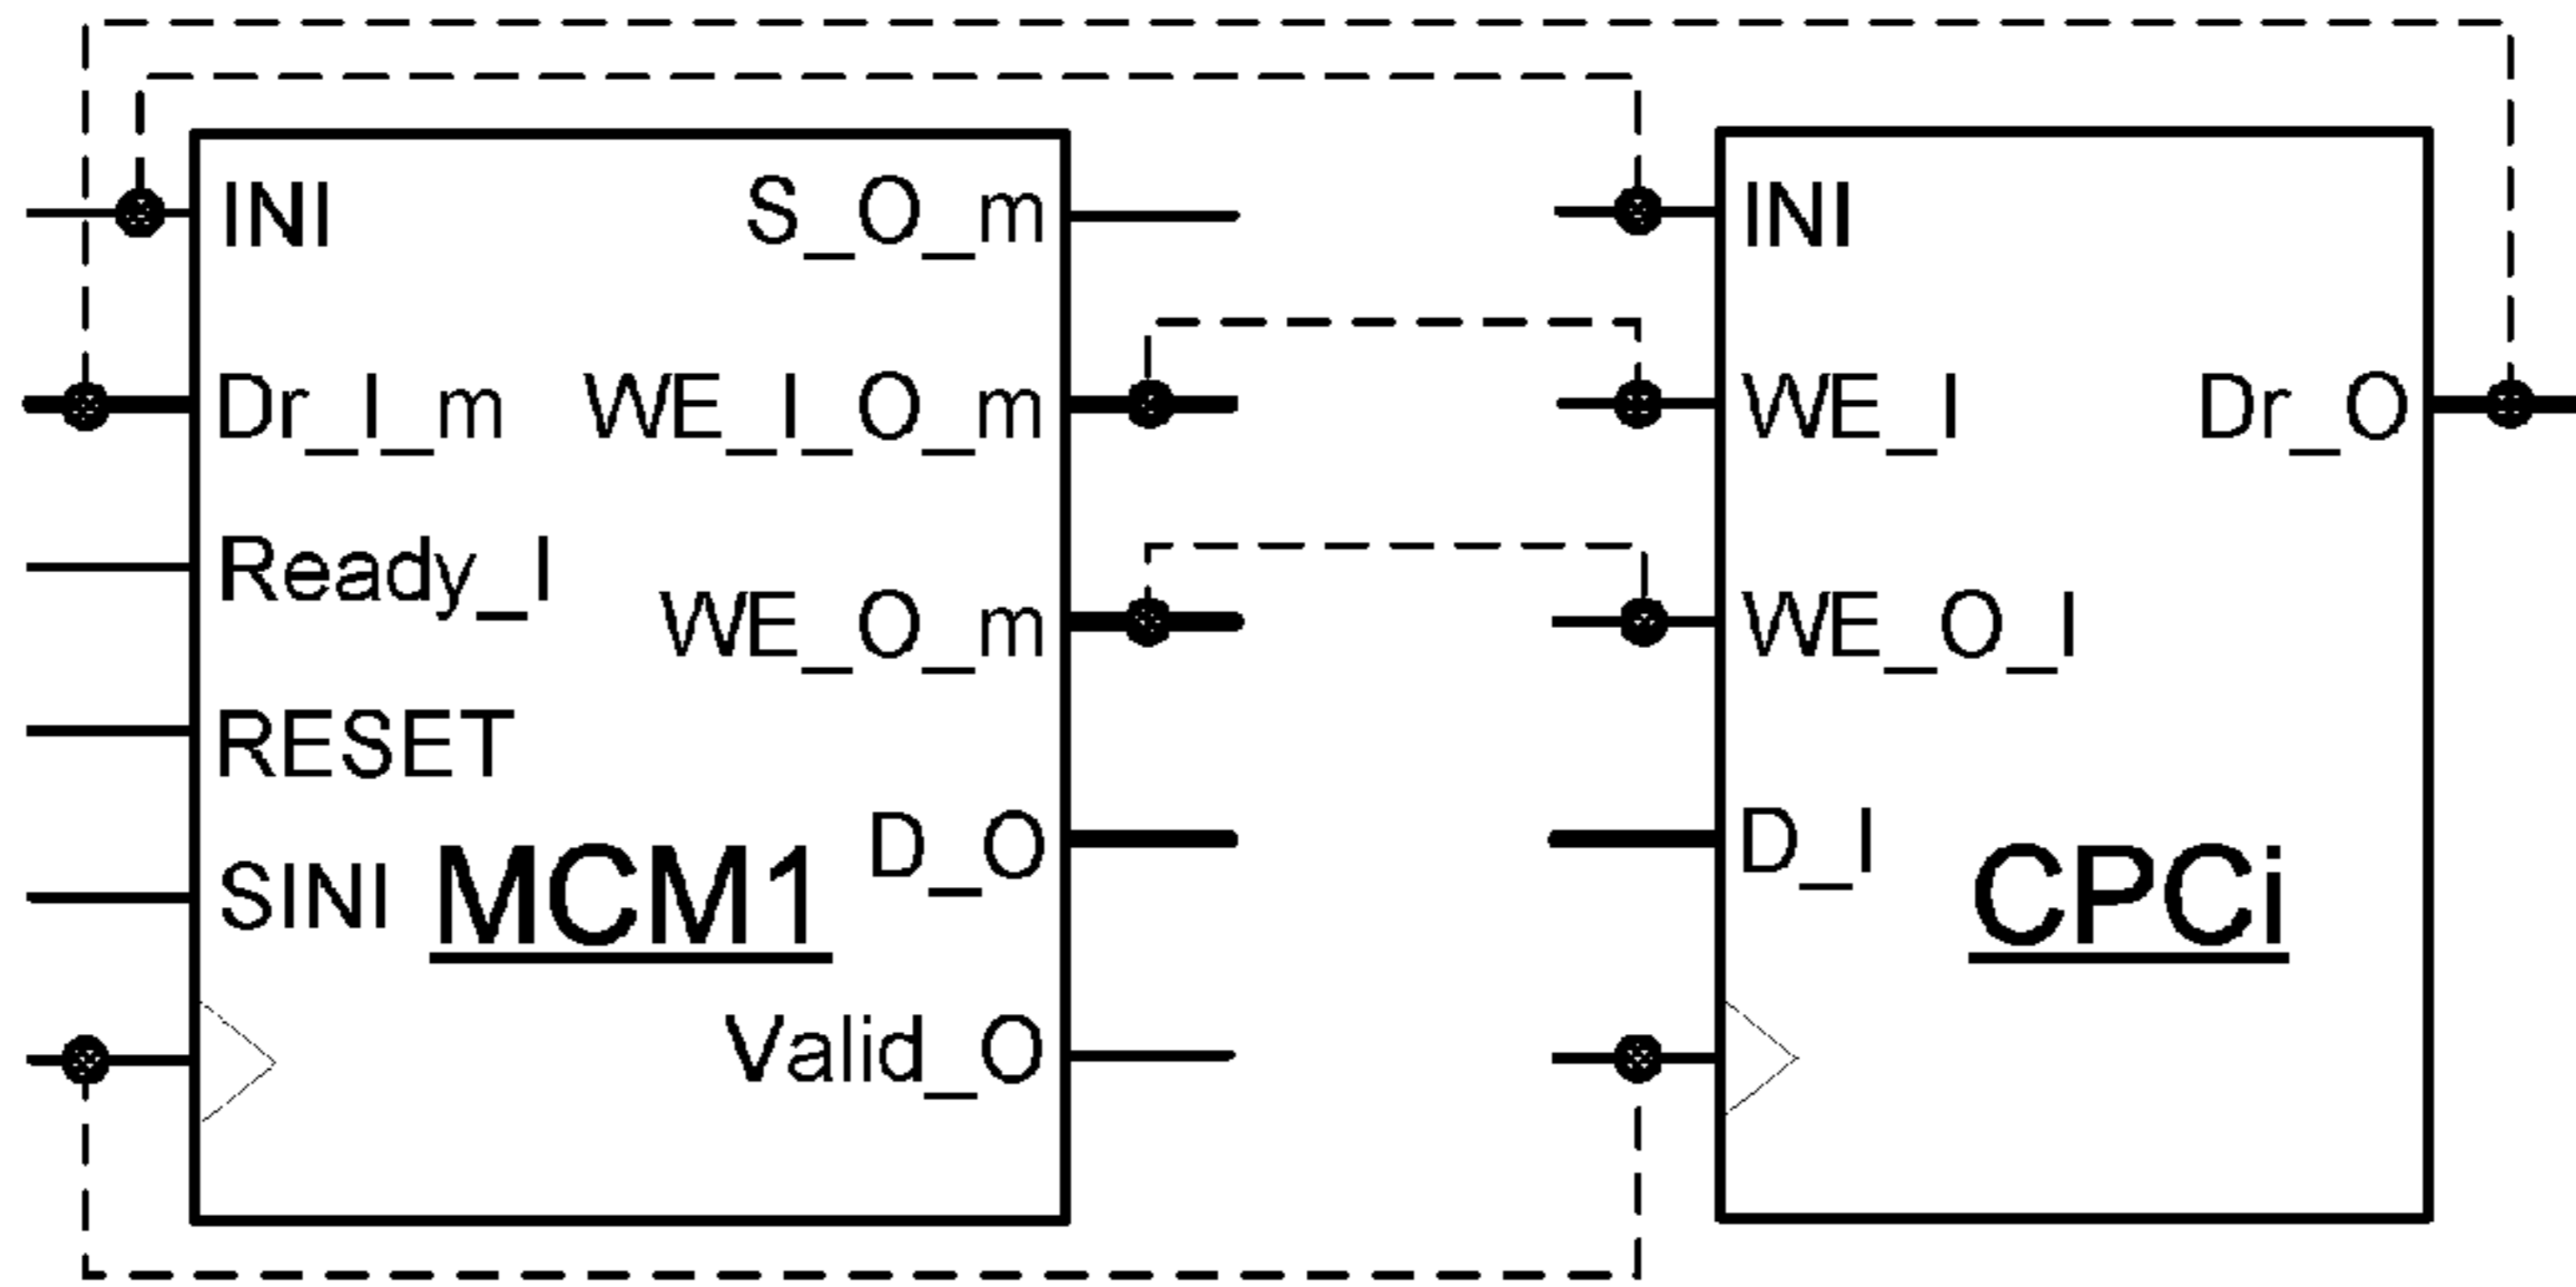 INI
S_O_m
Dr_I_m
WE_I_O_m
Ready_I
WE_O_m
RESET
SINI
MCM1
D_O
Valid_O
INI
WE_I
Dr_O
WE_O_I
D_I
CPCi